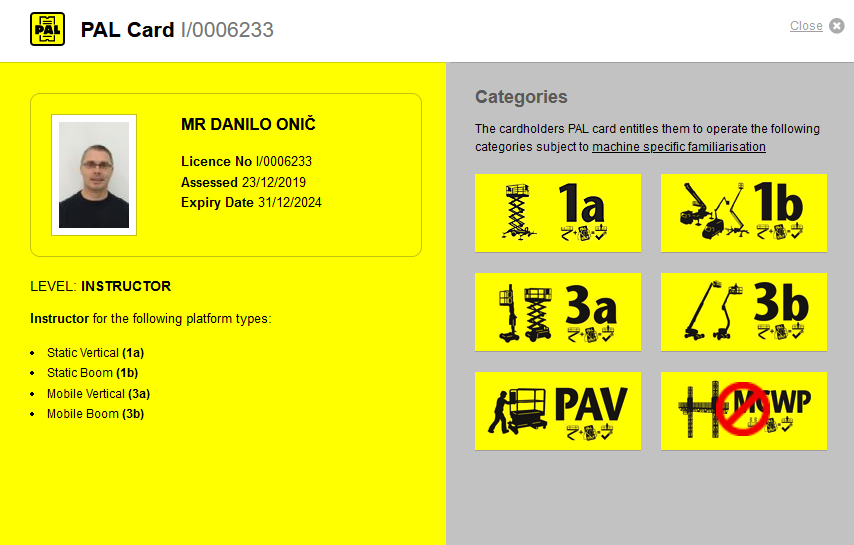 PAL
PAL Card I/0006233
Close
MR DANILO ONIČ
Licence No I/0006233
Assessed 23/12/2019
Expiry Date 31/12/2024
LEVEL: INSTRUCTOR
Instructor for the following platform types:
Static Vertical (1a)
Static Boom (1b)
Mobile Vertical (3a)
Mobile Boom (3b)
Categories
The cardholders PAL card entitles them to operate the following
categories subject to machine specific familiarisation
1a
1b
3a
3b
PAV
MCWP